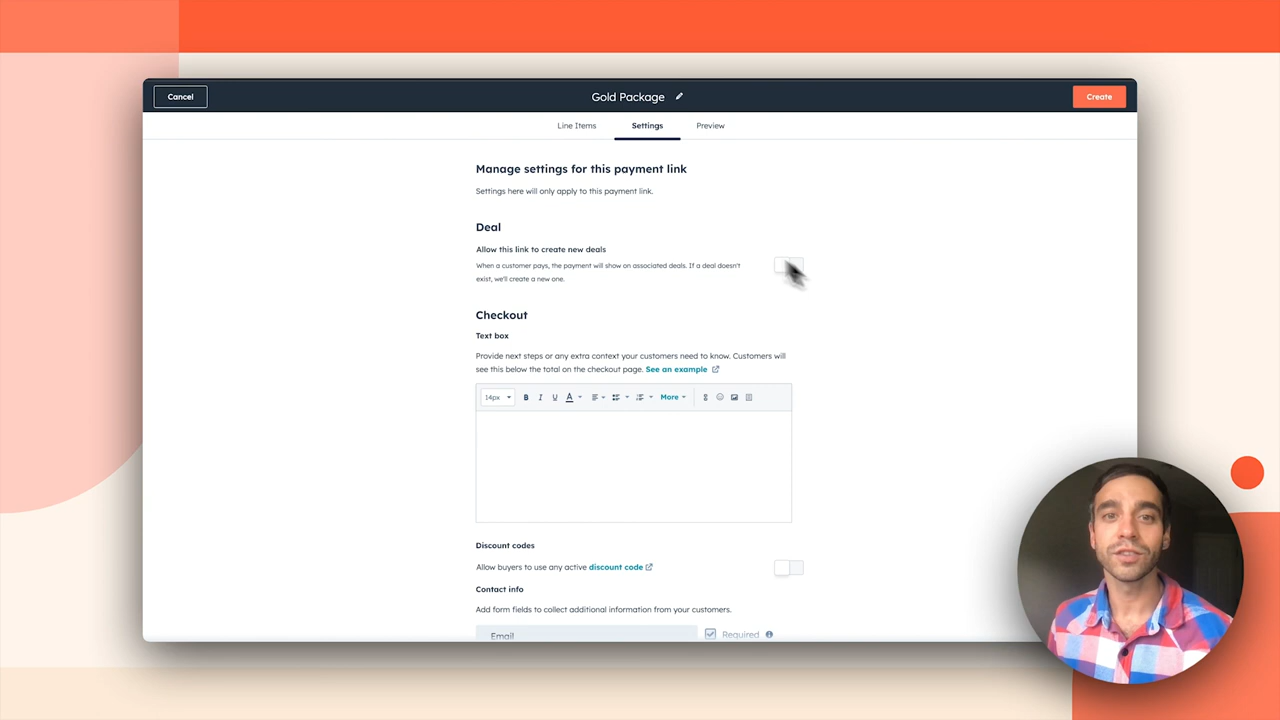 Cancel
Gold Package
Create
Line Items
Settings
Preview
Manage settings for this payment link
Settings here will only apply to this payment link.
Deal
Allow this link to create new deals
When a customer pays, the payment will show on associated deals. If a deal doesn't
exist, we'll create a new one.
Checkout
Text box
Provide next steps or any extra context your customers need to know. Customers will
see this below the total on the checkout page. See an example
14px B I U A More
Discount codes
Allow buyers to use any active discount code
Contact info
Add form fields to collect additional information from your customers.
Email
Required